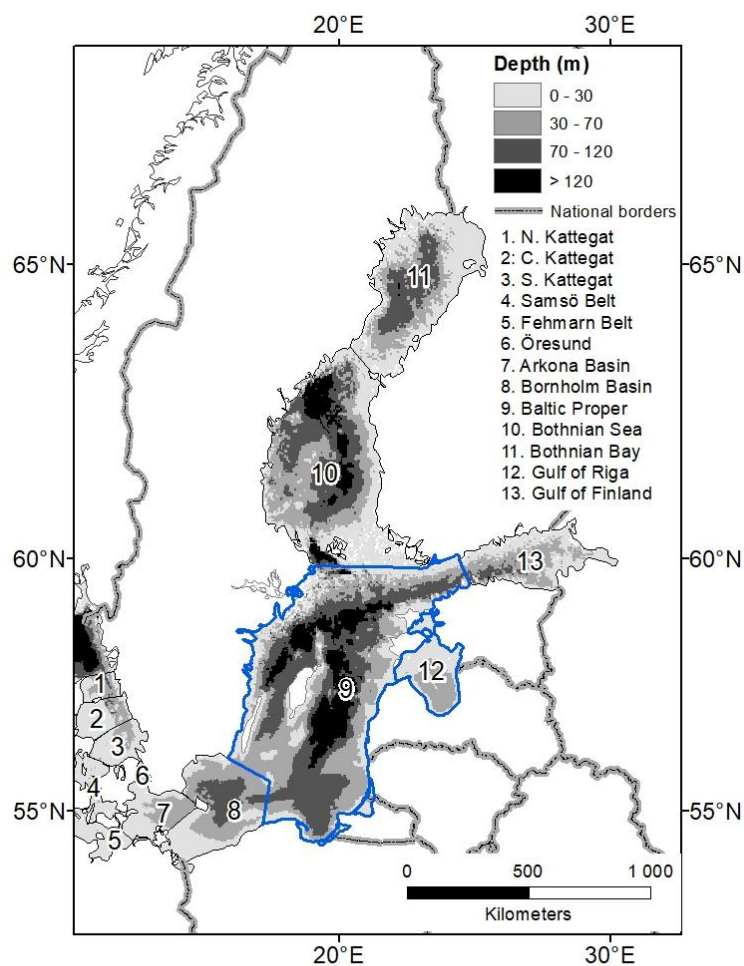 20°E 30°E
Depth (m)
0 - 30
30 - 70
70 - 120
> 120
National borders
1. N. Kattegat
2: C. Kattegat
3. S. Kattegat
4. Samsö Belt
5. Fehmarn Belt
6. Öresund
7. Arkona Basin
8. Bornholm Basin
9. Baltic Proper
10. Bothnian Sea
11. Bothnian Bay
12. Gulf of Riga
13. Gulf of Finland
65°N 65°N
11
10
60°N 60°N
13
12
1
9
2
3
6
4
55°N 55°N
7
8
5
0 500 1 000
Kilometers
20°E 30°E